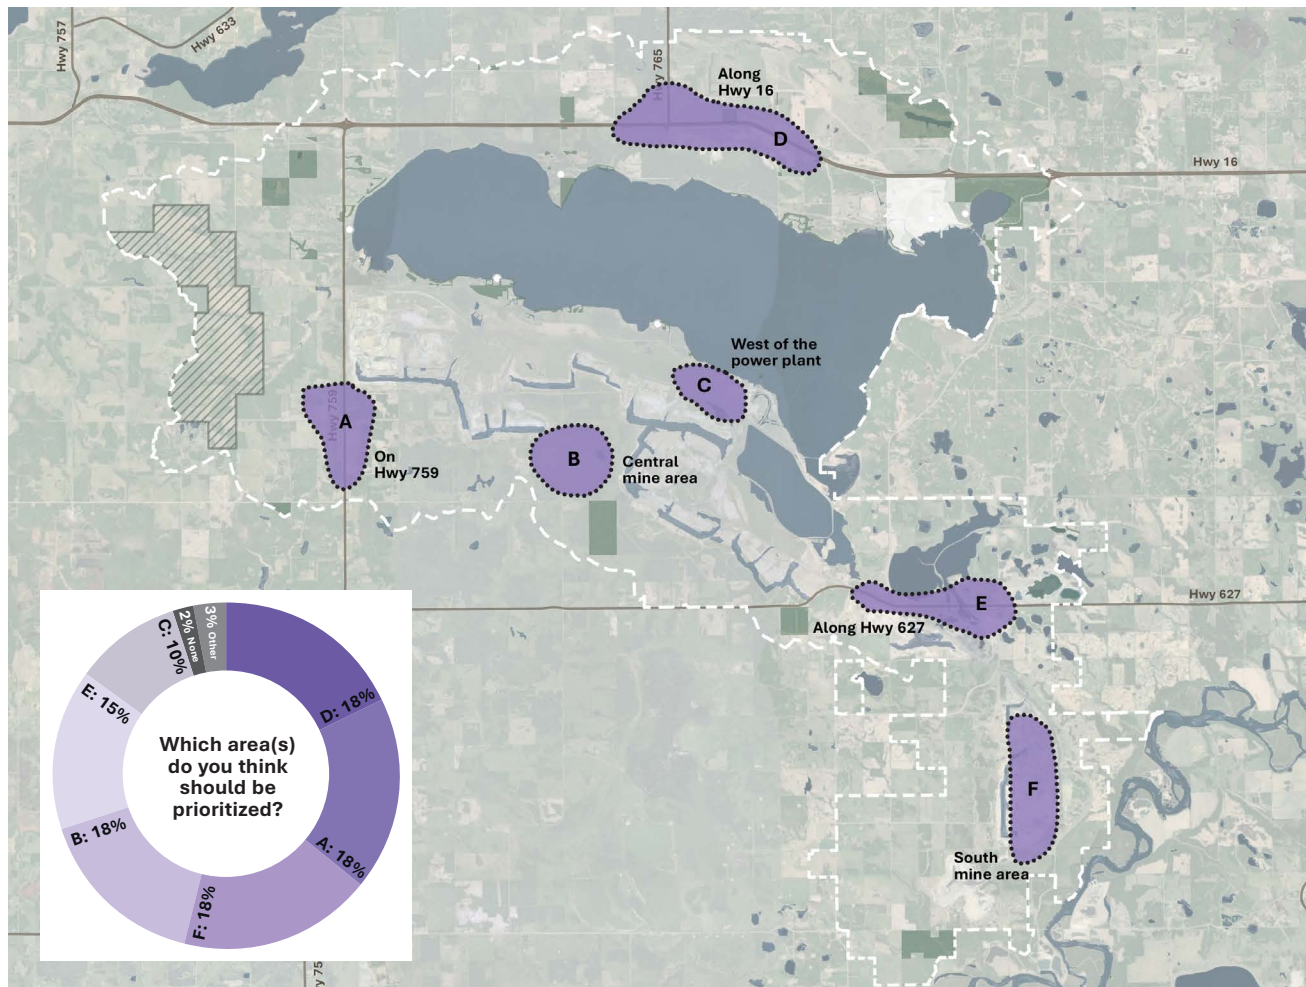 Hwy 757
Hwy 633
Hwy 765
Along
Hwy 16
D
Hwy 16
West of the
power plant
C
Hwy 759
A
On
Hwy 759
B
Central
mine area
E
Along Hwy 627
Hwy 627
F
South
mine area
C: 10%
2% None
3% Other
D: 18%
E: 15%
Which area(s)
do you think
should be
prioritized?
B: 18%
A: 18%
F: 18%